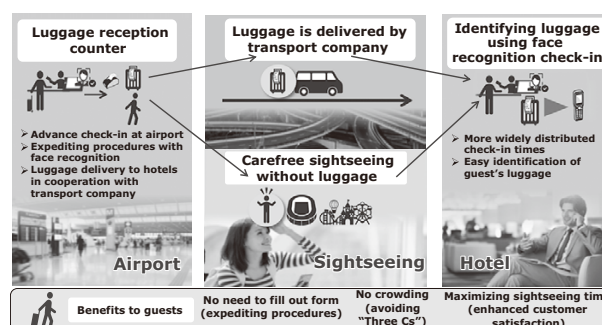 Luggage reception
counter
➢ Advance check-in at airport
➢ Expediting procedures with
face recognition
➢ Luggage delivery to hotels
in cooperation with
transport company
Airport
Luggage is delivered by
transport company
Carefree sightseeing
without luggage
Sightseeing
Identifying luggage
using face
recognition check-in
➢ More widely distributed
check-in times
➢ Easy identification of
guest's luggage
Hotel
Benefits to guests
No need to fill out form
(expediting procedures)
No crowding
(avoiding
"Three Cs")
Maximizing sightseeing tim
(enhanced customer
satisfaction)